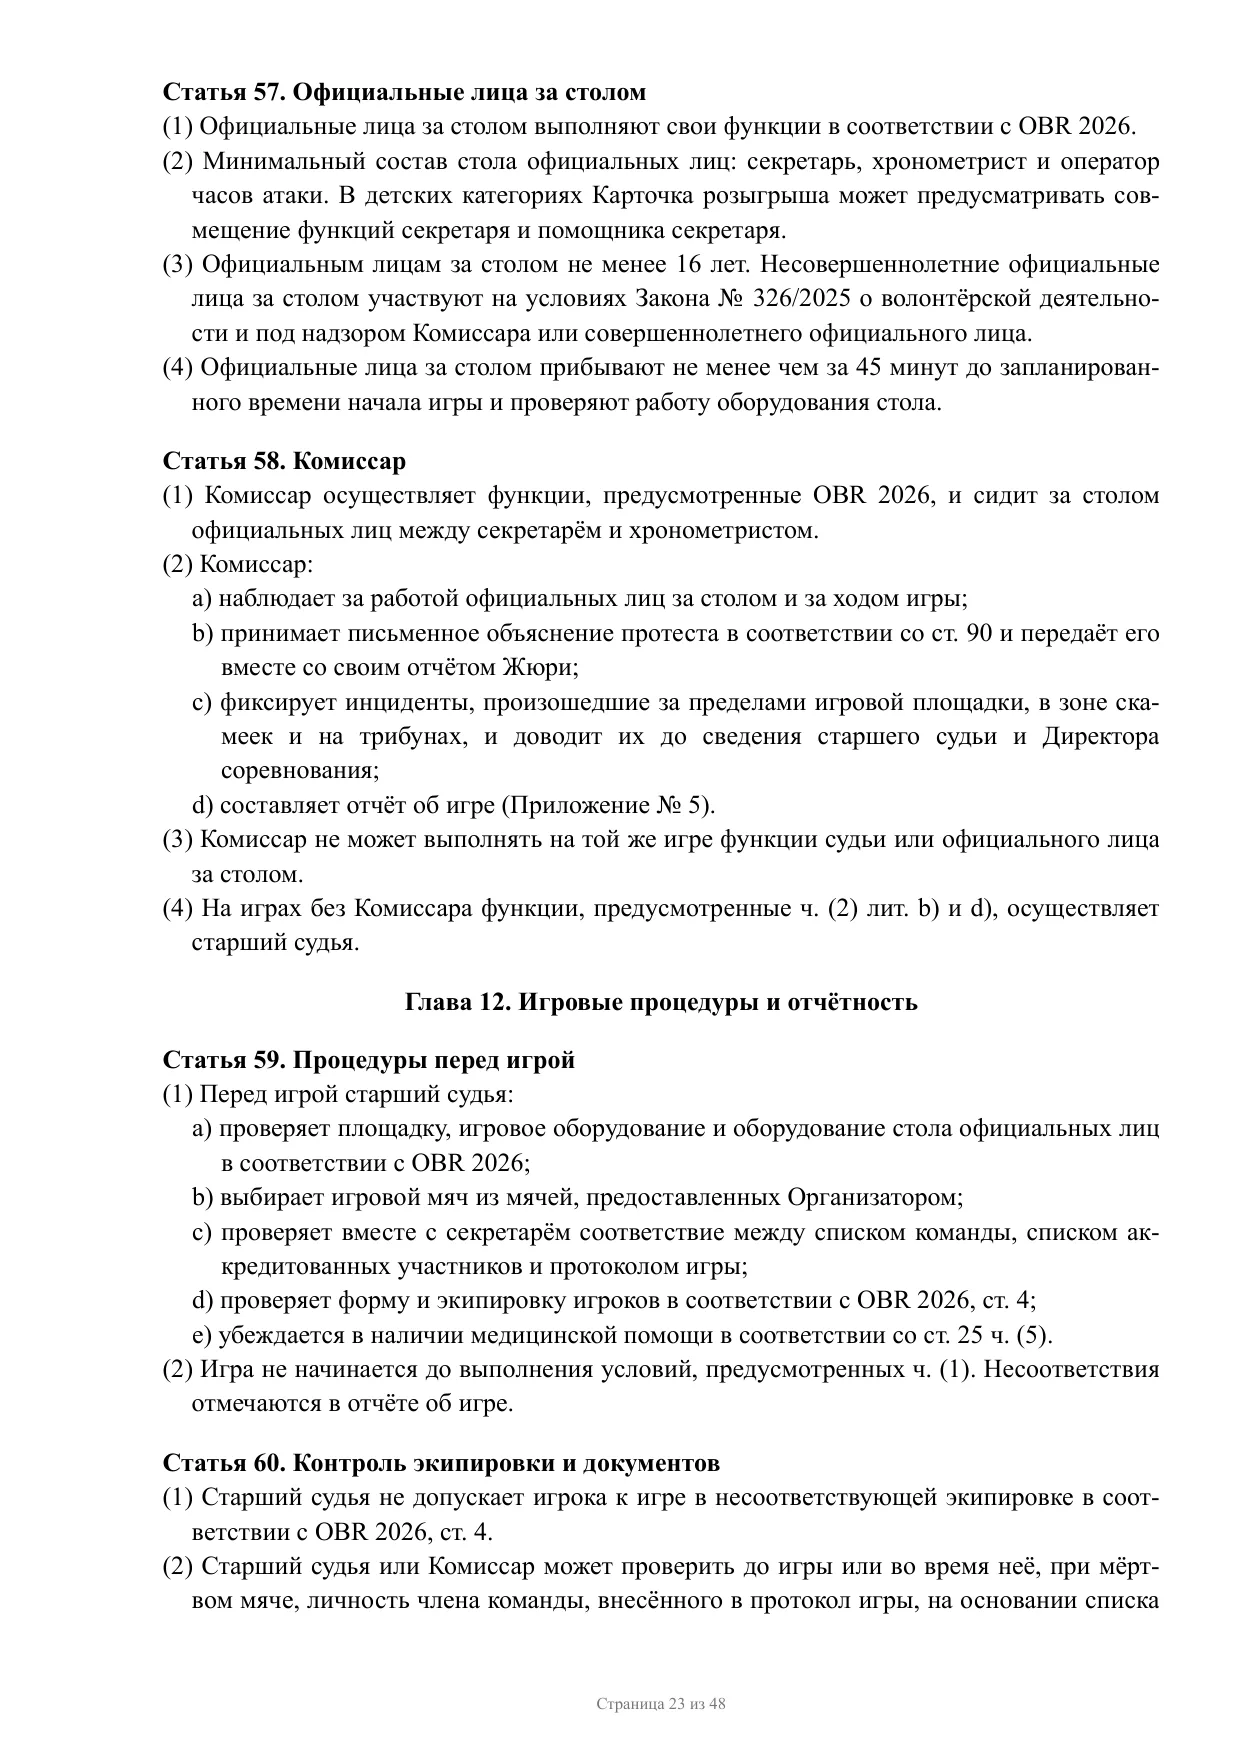 Статья 57. Официальные лица за столом
(1) Официальные лица за столом выполняют свои функции в соответствии с OBR 2026.
(2) Минимальный состав стола официальных лиц: секретарь, хронометрист и оператор
часов атаки. В детских категориях Карточка розыгрыша может предусматривать сов-
мещение функций секретаря и помощника секретаря.
(3) Официальным лицам за столом не менее 16 лет. Несовершеннолетние официальные
лица за столом участвуют на условиях Закона № 326/2025 о волонтёрской деятельно-
сти и под надзором Комиссара или совершеннолетнего официального лица.
(4) Официальные лица за столом прибывают не менее чем за 45 минут до запланирован-
ного времени начала игры и проверяют работу оборудования стола.
Статья 58. Комиссар
(1) Комиссар осуществляет функции, предусмотренные OBR 2026, и сидит за столом
официальных лиц между секретарём и хронометристом.
(2) Комиссар:
a) наблюдает за работой официальных лиц за столом и за ходом игры;
b) принимает письменное объяснение протеста в соответствии со ст. 90 и передаёт его
вместе со своим отчётом Жюри;
c) фиксирует инциденты, произошедшие за пределами игровой площадки, в зоне ска-
меек и на трибунах, и доводит их до сведения старшего судьи и Директора
соревнования;
d) составляет отчёт об игре (Приложение № 5).
(3) Комиссар не может выполнять на той же игре функции судьи или официального лица
за столом.
(4) На играх без Комиссара функции, предусмотренные ч. (2) лит. b) и d), осуществляет
старший судья.
Глава 12. Игровые процедуры и отчётность
Статья 59. Процедуры перед игрой
(1) Перед игрой старший судья:
a) проверяет площадку, игровое оборудование и оборудование стола официальных лиц
в соответствии с OBR 2026;
b) выбирает игровой мяч из мячей, предоставленных Организатором;
c) проверяет вместе с секретарём соответствие между списком команды, списком ак-
кредитованных участников и протоколом игры;
d) проверяет форму и экипировку игроков в соответствии с OBR 2026, ст. 4;
e) убеждается в наличии медицинской помощи в соответствии со ст. 25 ч. (5).
(2) Игра не начинается до выполнения условий, предусмотренных ч. (1). Несоответствия
отмечаются в отчёте об игре.
Статья 60. Контроль экипировки и документов
(1) Старший судья не допускает игрока к игре в несоответствующей экипировке в соот-
ветствии с OBR 2026, ст. 4.
(2) Старший судья или Комиссар может проверить до игры или во время неё, при мёрт-
вом мяче, личность члена команды, внесённого в протокол игры, на основании списка
Страница 23 из 48